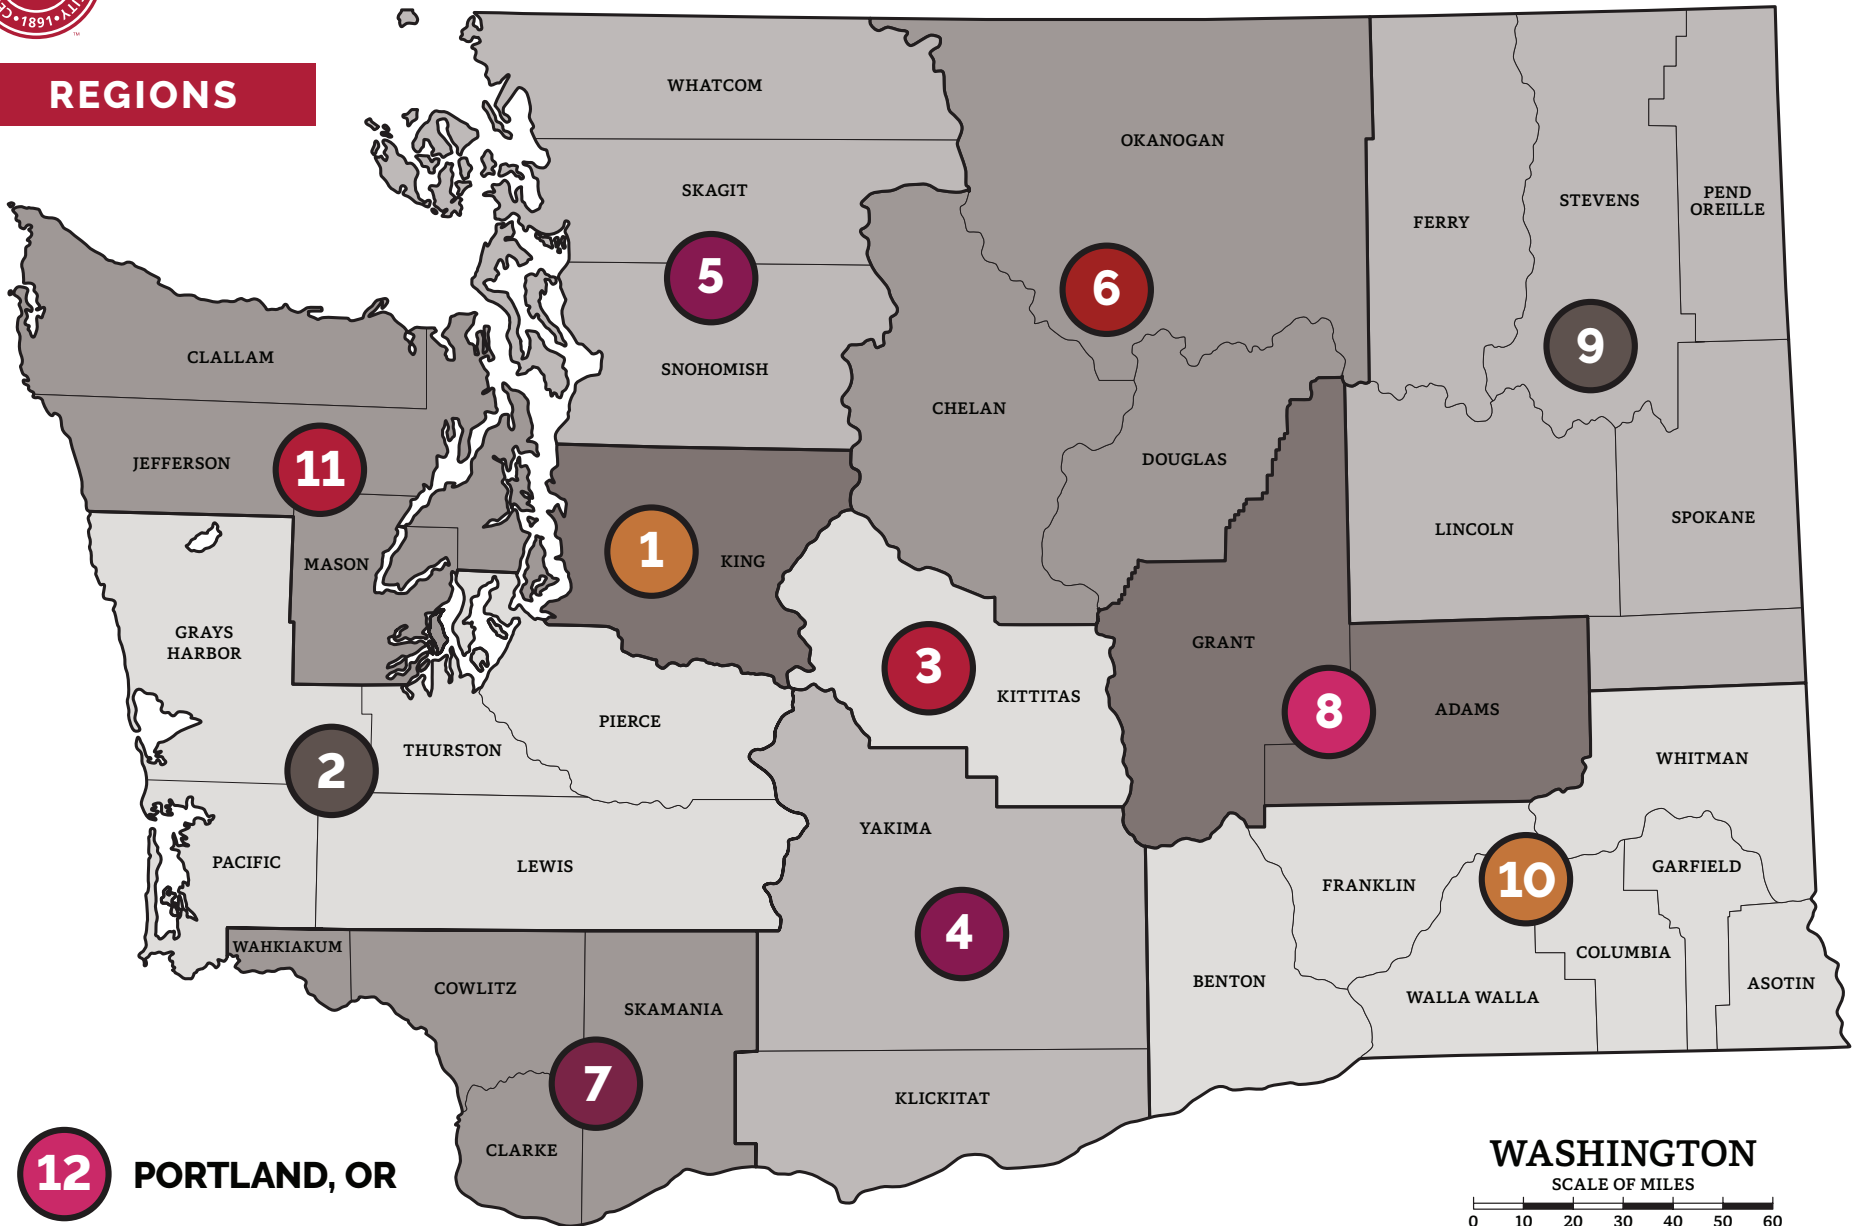 •1891•
™
REGIONS
WHATCOM
OKANOGAN
SKAGIT
STEVENS
PEND
OREILLE
FERRY
5
6
9
CLALLAM
SNOHOMISH
CHELAN
JEFFERSON
11
DOUGLAS
LINCOLN
SPOKANE
1
KING
MASON
GRAYS
HARBOR
GRANT
3
KITTITAS
8
ADAMS
PIERCE
THURSTON
2
WHITMAN
YAKIMA
PACIFIC
LEWIS
GARFIELD
FRANKLIN
10
4
WAHKIAKUM
COLUMBIA
COWLITZ
BENTON
ASOTIN
WALLA WALLA
SKAMANIA
7
KLICKITAT
CLARKE
12 PORTLAND, OR
WASHINGTON
SCALE OF MILES
0 10 20 30 40 50 60